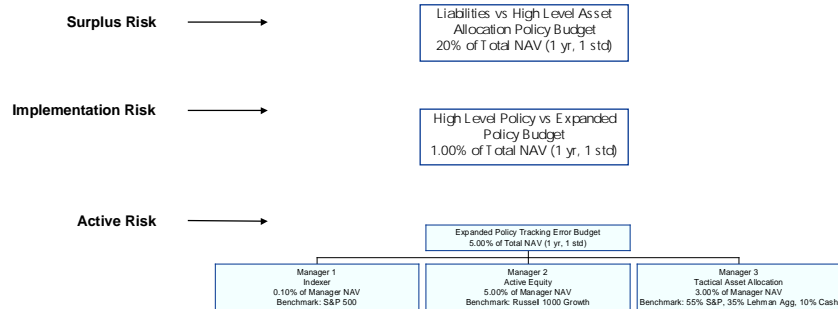 Surplus Risk
Liabilities vs High Level Asset
Allocation Policy Budget
20% of Total NAV (1 yr, 1 std)
Implementation Risk
High Level Policy vs Expanded
Policy Budget
1.00% of Total NAV (1 yr, 1 std)
Active Risk
Expanded Policy Tracking Error Budget
5.00% of Total NAV (1 yr, 1 std)
Manager 1
Indexer
0.10% of Manager NAV
Benchmark: S&P 500
Manager 2
Active Equity
5.00% of Manager NAV
Benchmark: Russell 1000 Growth
Manager 3
Tactical Asset Allocation
3.00% of Manager NAV
Benchmark: 55% S&P, 35% Lehman Agg, 10% Cash